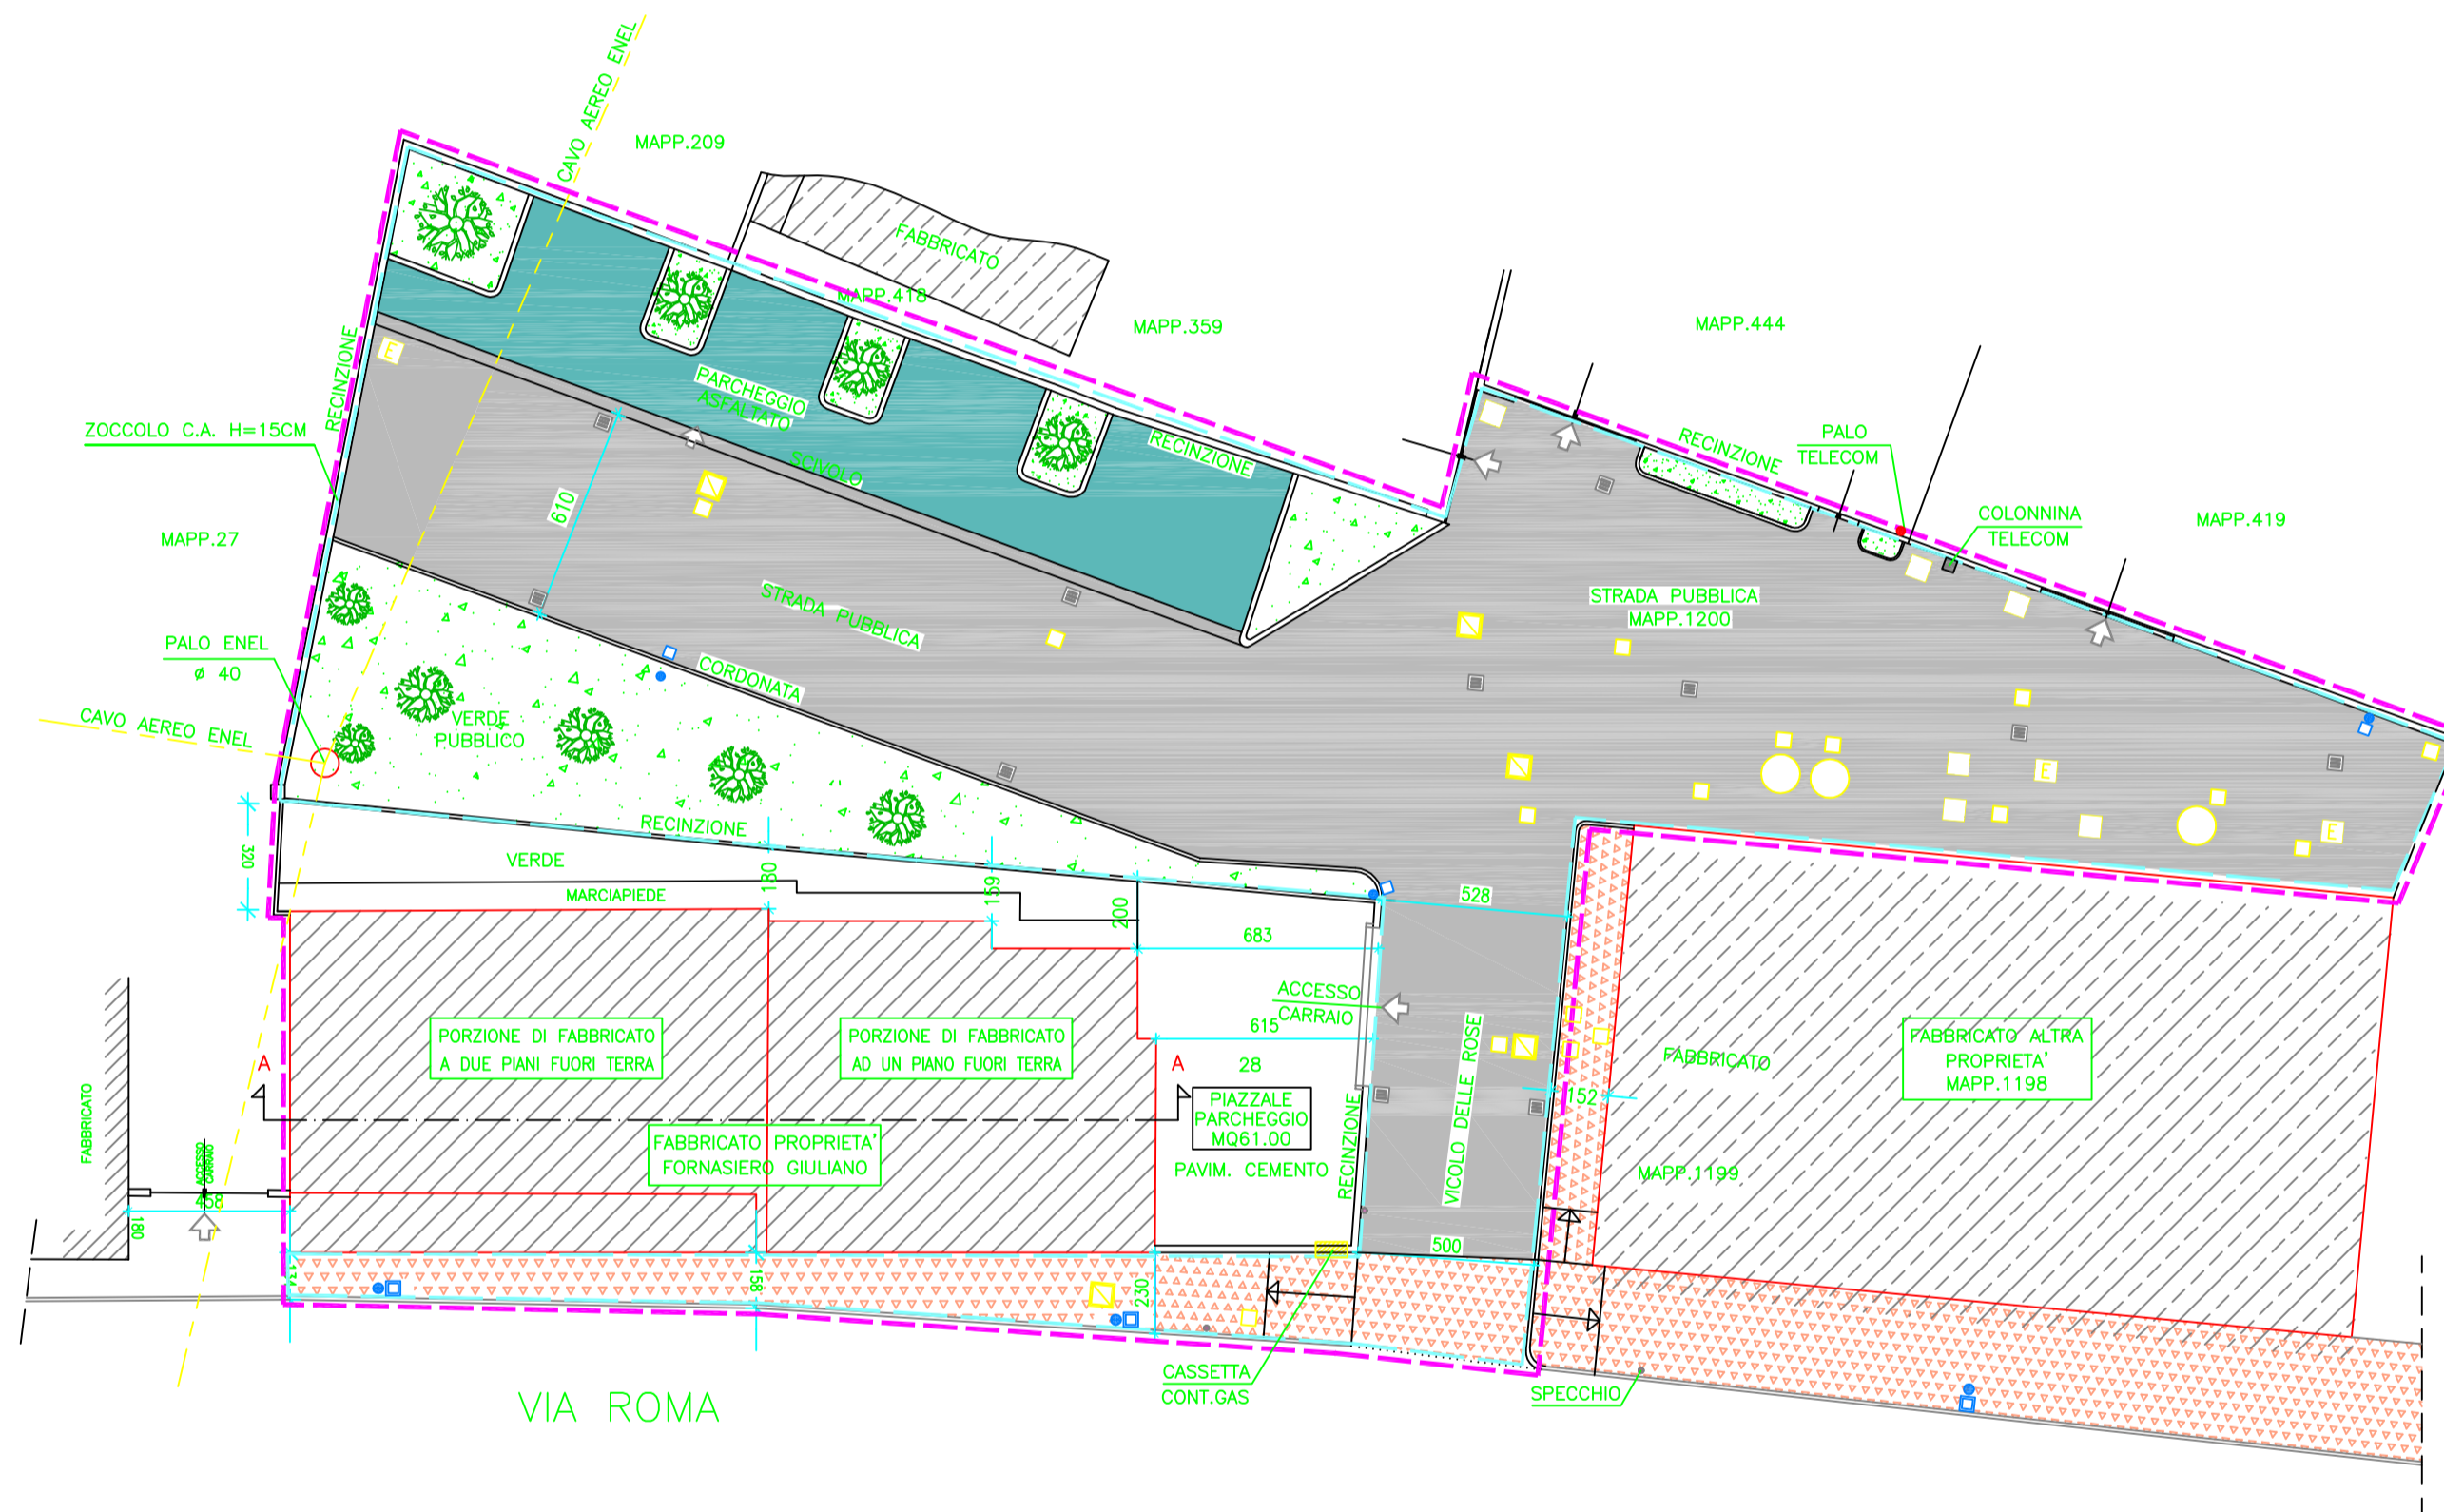 CAVO AEREO ENEL
MAPP.209
FABBRICATO
MAPP.418
MAPP.359
MAPP.444
RECINZIONE
ZOCCOLO C.A. H=15CM
E
PARCHEGGIO
ASFALTATO
SCIVOLO
RECINZIONE
RECINZIONE
PALO
TELECOM
COLONNINA
TELECOM
MAPP.419
MAPP.27
610
STRADA PUBBLICA
STRADA PUBBLICA
MAPP.1200
PALO ENEL
ø 40
CAVO AEREO ENEL
CORDONATA
VERDE
PUBBLICO
E
E
RECINZIONE
320
VERDE
MARCIAPIEDE
180
159
200
528
683
ACCESSO
CARRAIO
615
28
PORZIONE DI FABBRICATO
A DUE PIANI FUORI TERRA
PORZIONE DI FABBRICATO
AD UN PIANO FUORI TERRA
FABBRICATO
FABBRICATO ALTRA
PROPRIETA'
MAPP.1198
A
A
PIAZZALE
PARCHEGGIO
MQ61.00
PAVIM. CEMENTO
RECINZIONE
VICOLO DELLE ROSE
152
MAPP.1199
FABBRICATO
FABBRICATO PROPRIETA'
FORNASIERO GIULIANO
ACCESSO
458
180
500
158
230
CASSETTA
CONT.GAS
SPECCHIO
VIA ROMA